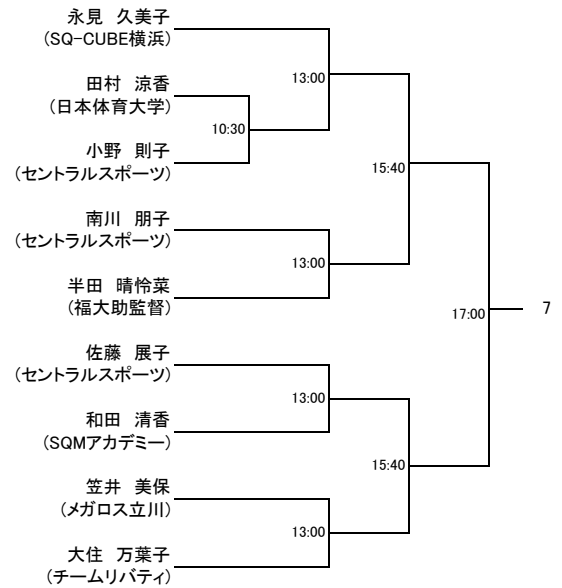 永見　久美子
(SQ-CUBE横浜)
13:00
田村　涼香
(日本体育大学)
10:30
小野　則子
(セントラルスポーツ)
15:40
南川　朋子
(セントラルスポーツ)
13:00
半田　晴怜菜
(福大助監督)
17:00
7
佐藤　展子
(セントラルスポーツ)
13:00
和田　清香
(SQMアカデミー)
15:40
笠井　美保
(メガロス立川)
13:00
大住　万葉子
(チームリバティ)